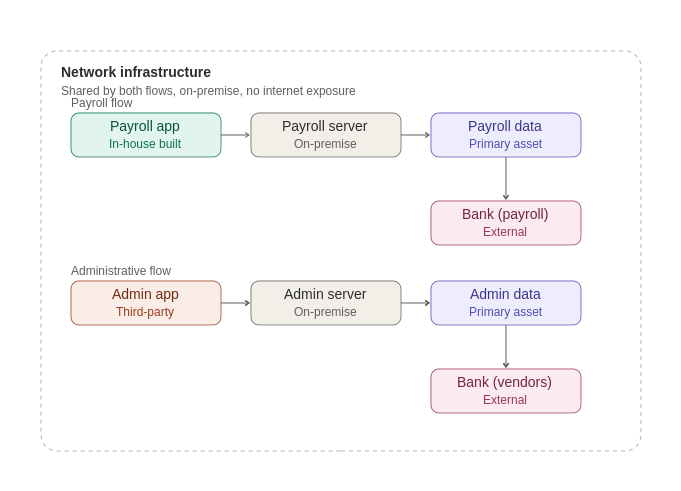 Network infrastructure
Shared by both flows, on-premise, no internet exposure
Payroll flow
Payroll app
In-house built
Payroll server
On-premise
Payroll data
Primary asset
Bank (payroll)
External
Administrative flow
Admin app
Third-party
Admin server
On-premise
Admin data
Primary asset
Bank (vendors)
External